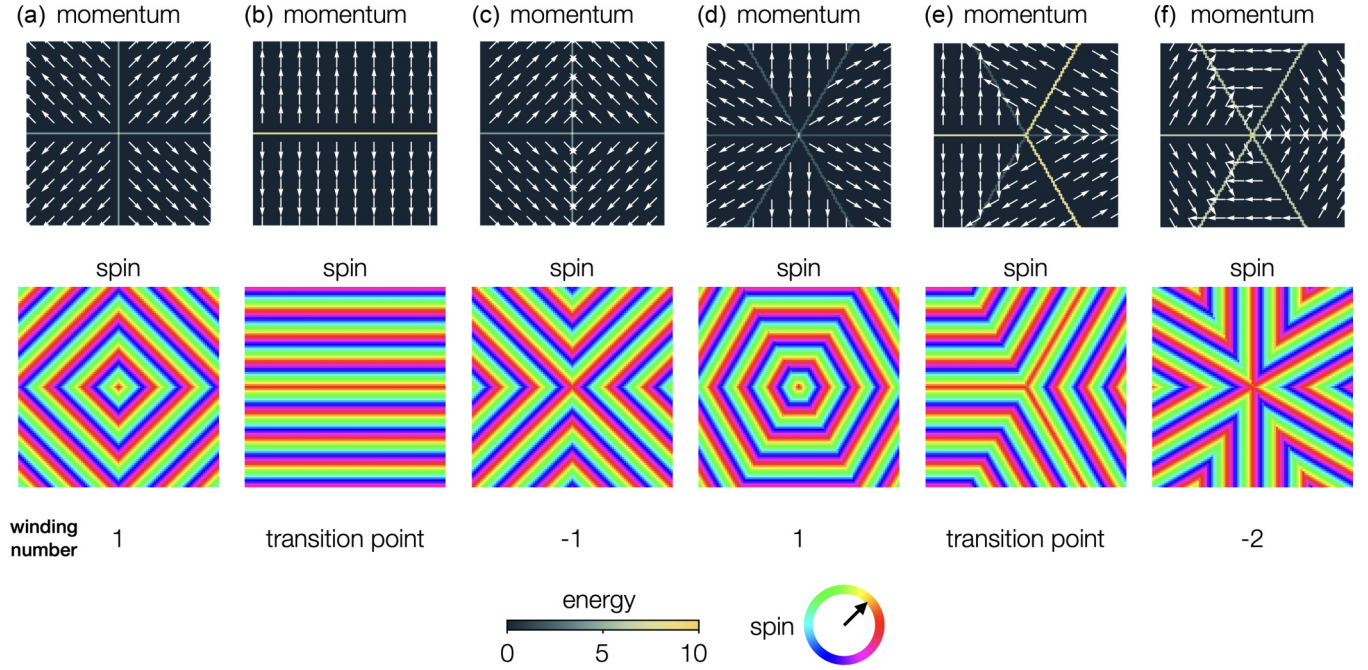 (a) momentum (b) momentum (c) momentum (d) momentum (e) momentum (f) momentum
spin spin spin spin spin spin
winding
number 1 transition point -1 1 transition point -2
energy
0 5 10
spin